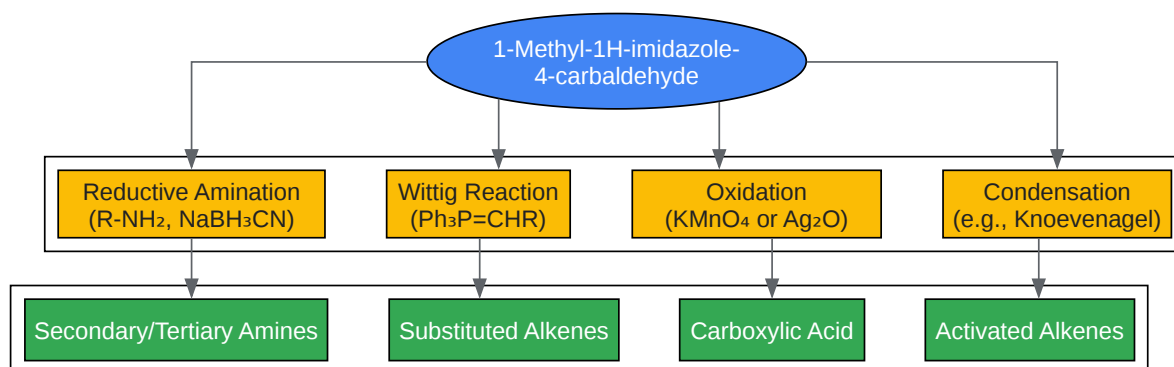 1-Methyl-1H-imidazole-
4-carbaldehyde
Reductive Amination
(R-NH₂, NaBH₃CN)
Wittig Reaction
(Ph₃P=CHR)
Oxidation
(KMnO₄ or Ag₂O)
Condensation
(e.g., Knoevenagel)
Secondary/Tertiary Amines
Substituted Alkenes
Carboxylic Acid
Activated Alkenes